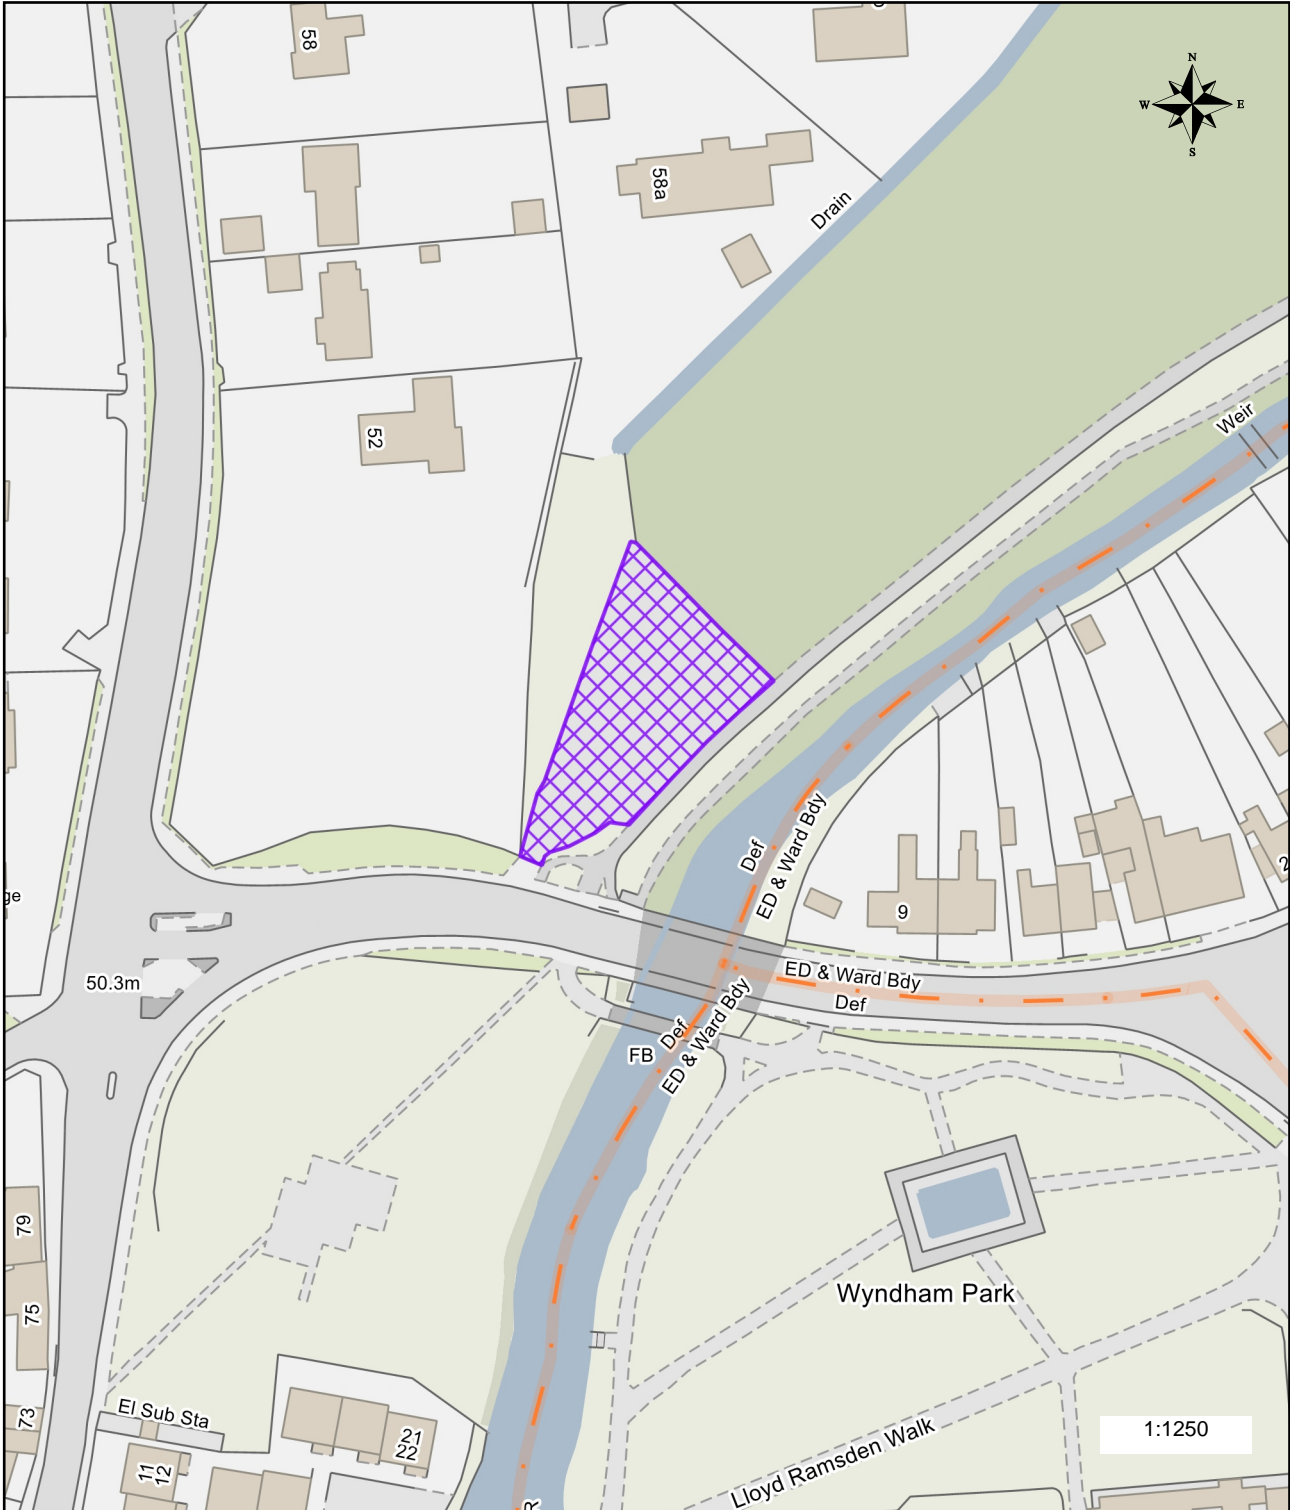 58
N
W
E
S
58a
Drain
52
Weir
Def
ED & Ward Bdy
9
2
ge
50.3m
ED & Ward Bdy
Def
Def
ED & Ward Bdy
FB
79
75
73
Wyndham Park
El Sub Sta
21
22
11
12
1:1250
Lloyd Ramsden Walk
R